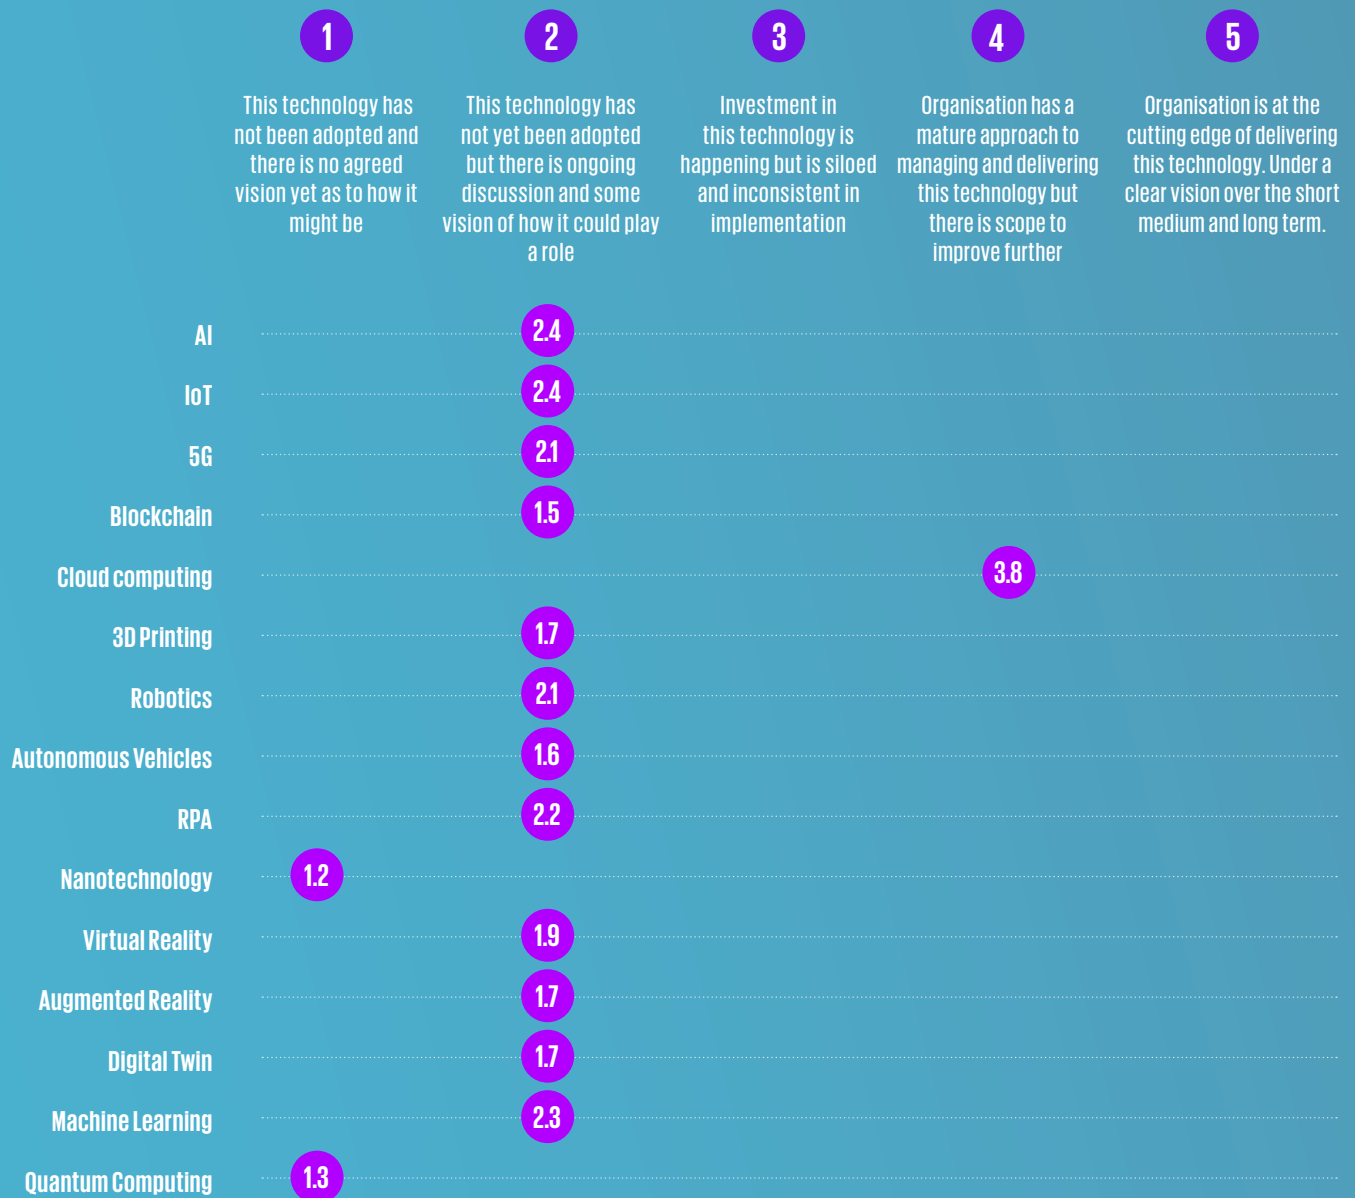 1
2
3
4
5
This technology has
not been adopted and
there is no agreed
vision yet as to how it
might be
This technology has
not yet been adopted
but there is ongoing
discussion and some
vision of how it could play
a role
Investment in
this technology is
happening but is siloed
and inconsistent in
implementation
Organisation has a
mature approach to
managing and delivering
this technology but
there is scope to
improve further
Organisation is at the
cutting edge of delivering
this technology. Under a
clear vision over the short
medium and long term.
AI 2.4
IoT 2.4
5G 2.1
Blockchain 1.5
Cloud computing 3.8
3D Printing 1.7
Robotics 2.1
Autonomous Vehicles 1.6
RPA 2.2
Nanotechnology 1.2
Virtual Reality 1.9
Augmented Reality 1.7
Digital Twin 1.7
Machine Learning 2.3
Quantum Computing 1.3